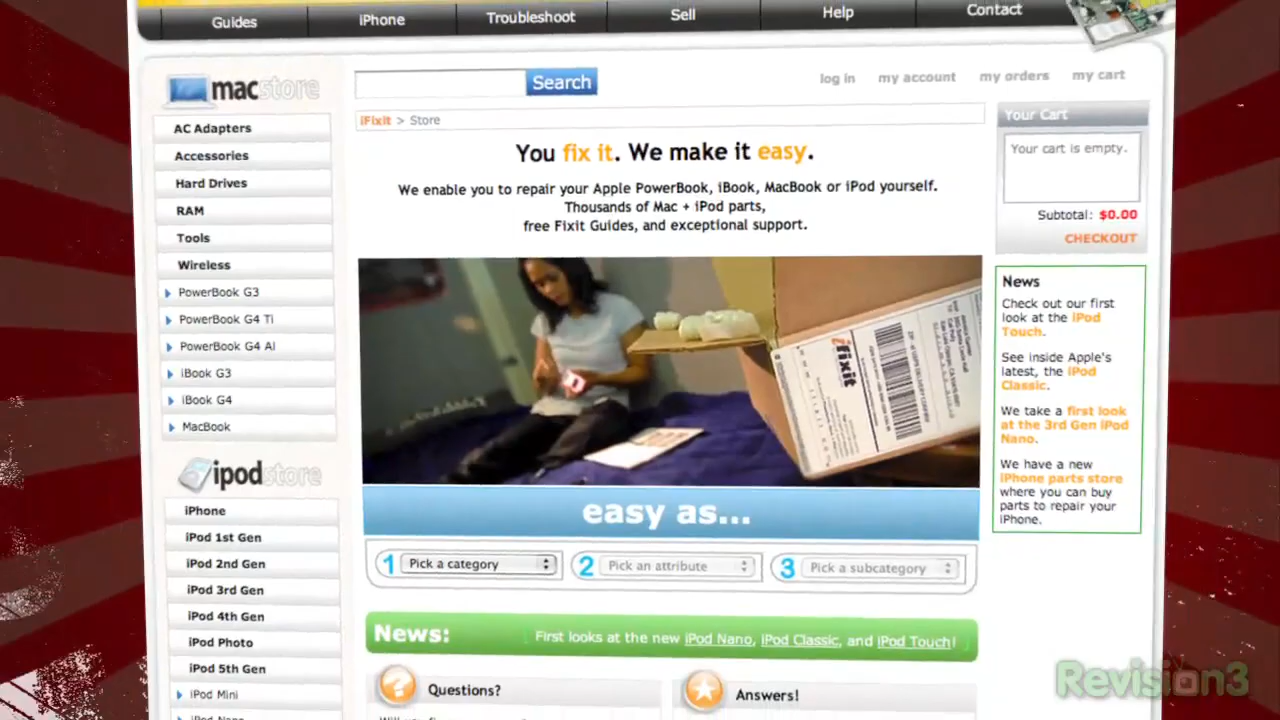 Guides
iPhone
Troubleshoot
Sell
Help
Contact
macstore
Search
log in
my account
my orders
my cart
AC Adapters
Accessories
Hard Drives
RAM
Tools
Wireless
PowerBook G3
PowerBook G4 Ti
PowerBook G4 Al
iBook G3
iBook G4
MacBook
ipodstore
iPhone
iPod 1st Gen
iPod 2nd Gen
iPod 3rd Gen
iPod 4th Gen
iPod Photo
iPod 5th Gen
iPod Mini
iFixit > Store
You fix it. We make it easy.
We enable you to repair your Apple PowerBook, iBook, MacBook or iPod yourself.
Thousands of Mac + iPod parts,
free Fixit Guides, and exceptional support.
ifixit
easy as...
1 Pick a category
2 Pick an attribute
3 Pick a subcategory
News:
First looks at the new iPod Nano, iPod Classic, and iPod Touch!
Questions?
Answers!
Your Cart
Your cart is empty.
Subtotal: $0.00
CHECKOUT
News
Check out our first
look at the iPod
Touch.
See inside Apple's
latest, the iPod
Classic.
We take a first look
at the 3rd Gen iPod
Nano.
We have a new
iPhone parts store
where you can buy
parts to repair your
iPhone.
Revision3